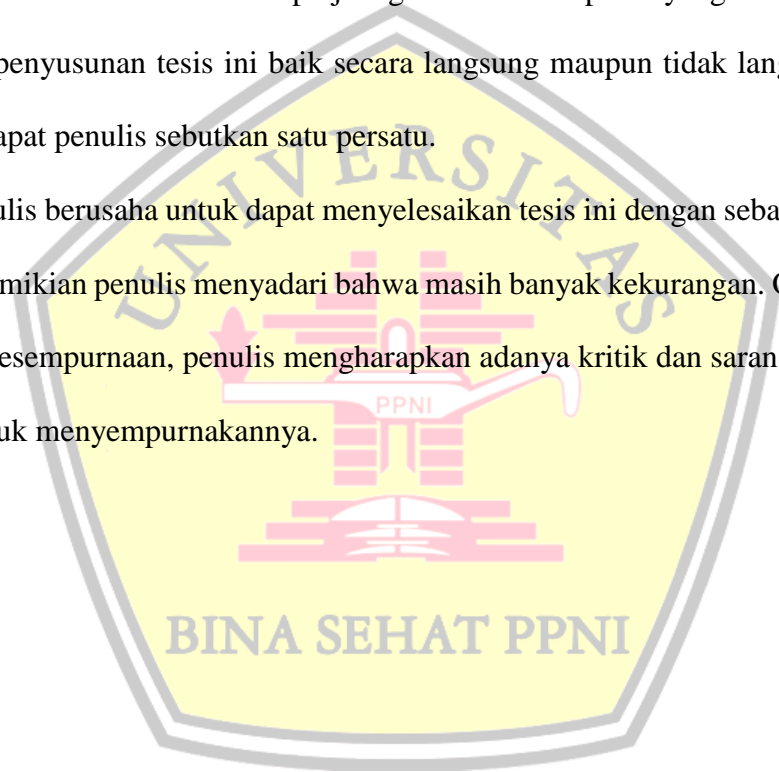 penyusunan tesis ini baik secara langsung maupun tidak
apat penulis sebutkan satu persatu.
ulis berusaha untuk dapat menyelesaikan tesis ini dengan
mikian penulis menyadari bahwa masih banyak kekurangan.
esempurnaan, penulis mengharapkan adanya kritik dan saran
uk menyempurnakannya.
UNIVERSITAS
PPNI
BINA SEHAT PPNI